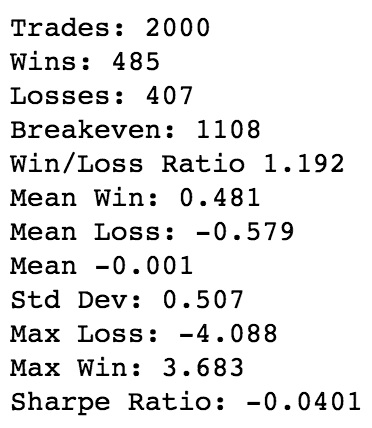 Trades: 2000
Wins: 485
Losses: 407
Breakeven: 1108
Win/Loss Ratio 1.192
Mean Win: 0.481
Mean Loss: -0.579
Mean -0.001
Std Dev: 0.507
Max Loss: -4.088
Max Win: 3.683
Sharpe Ratio: -0.0401